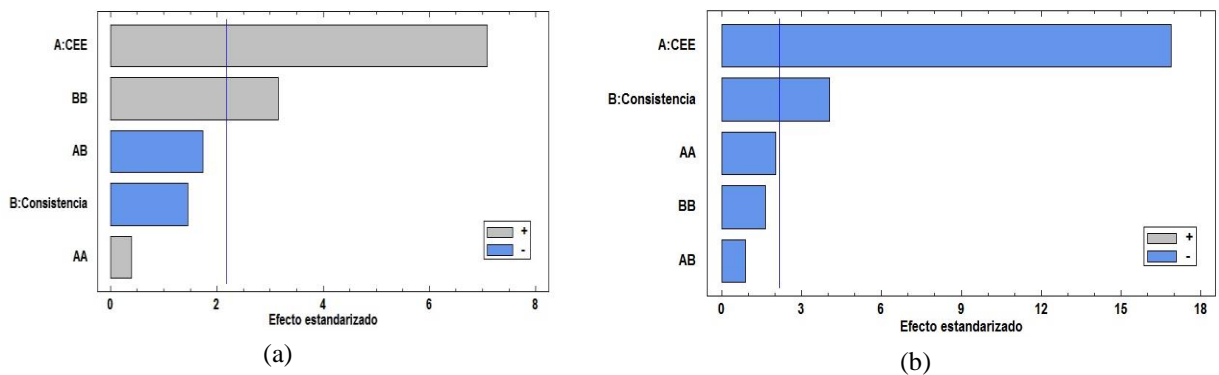 A:CEE
BB
AB
B:Consistencia
AA
+
-
0 2 4 6 8
Efecto estandarizado
(a)
A:CEE
B:Consistencia
AA
BB
AB
+
-
0 3 6 9 12 15 18
Efecto estandarizado
(b)